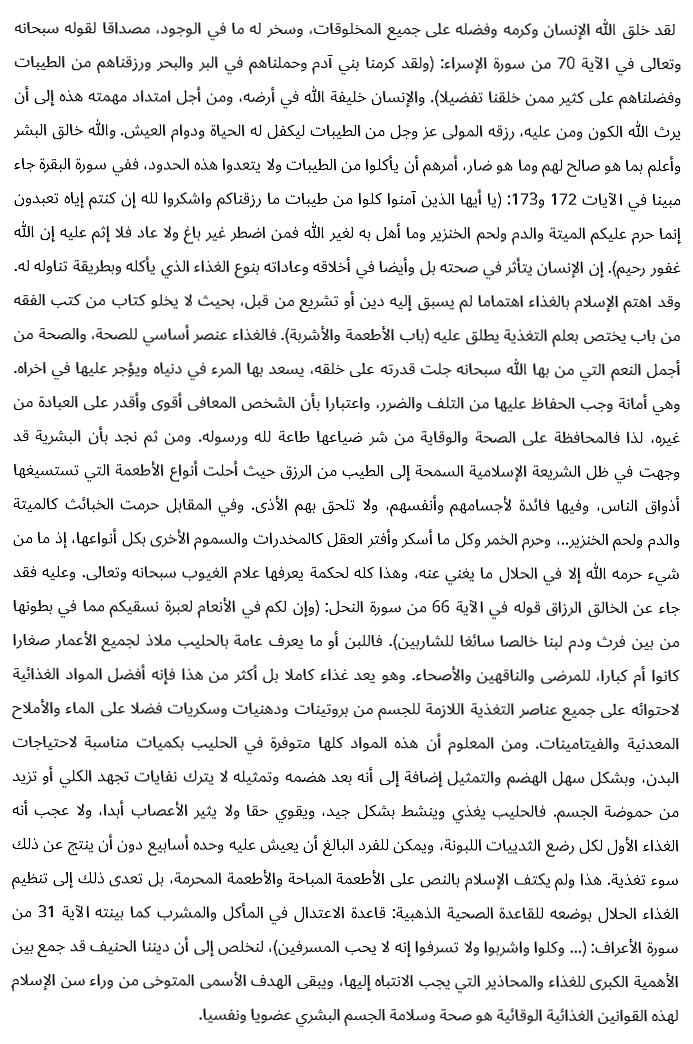 لقد خلق الله الإنسان وكرمه وفضله على جميع المخلوقات، وسخر له ما في الوجود، مصداقا لقوله سبحانه
وتعالى في الآية 70 من سورة الإسراء: (ولقد كرمنا بني آدم وحملناهم في البر والبحر ورزقناهم من الطيبات
وفضلناهم على كثير ممن خلقنا تفضيلا). والإنسان خليفة الله في أرضه، ومن أجل امتداد مهمته هذه إلى أن
يرث الله الكون ومن عليه، رزقه المولى عز وجل من الطيبات ليكفل له الحياة ودوام العيش. والله خالق البشر
وأعلم بما هو صالح لهم وما هو ضار، أمرهم أن يأكلوا من الطيبات ولا يتعدوا هذه الحدود، ففي سورة البقرة جاء
مبينا في الآيات 172 و173: (يا أيها الذين آمنوا كلوا من طيبات ما رزقناكم واشكروا لله إن كنتم إياه تعبدون
إنما حرم عليكم الميتة والدم ولحم الخنزير وما أهل به لغير الله فمن اضطر غير باغ ولا عاد فلا إثم عليه إن الله
غفور رحيم). إن الإنسان يتأثر في صحته بل وأيضا في أخلاقه وعاداته بنوع الغذاء الذي يأكله وبطريقة تناوله له.
وقد اهتم الإسلام بالغذاء اهتماما لم يسبق إليه دين أو تشريع من قبل، بحيث لا يخلو كتاب من كتب الفقه
من باب يختص بعلم التغذية يطلق عليه (باب الأطعمة والأشربة). فالغذاء عنصر أساسي للصحة، والصحة من
أجمل النعم التي من بها الله سبحانه جلت قدرته على خلقه، يسعد بها المرء في دنياه ويؤجر عليها في اخراه.
وهي أمانة وجب الحفاظ عليها من التلف والضرر، واعتبارا بأن الشخص المعافى أقوى وأقدر على العبادة من
غيره، لذا فالمحافظة على الصحة والوقاية من شر ضياعها طاعة لله ورسوله. ومن ثم نجد بأن البشرية قد
وجهت في ظل الشريعة الإسلامية السمحة إلى الطيب من الرزق حيث أحلت أنواع الأطعمة التي تستسيغها
أذواق الناس، وفيها فائدة لأجسامهم وأنفسهم، ولا تلحق بهم الأذى. وفي المقابل حرمت الخبائث كالميتة
والدم ولحم الخنزير..، وحرم الخمر وكل ما أسكر وأفتر العقل كالمخدرات والسموم الأخرى بكل أنواعها، إذ ما من
شيء حرمه الله إلا في الحلال ما يغني عنه، وهذا كله لحكمة يعرفها علام الغيوب سبحانه وتعالى. وعليه فقد
جاء عن الخالق الرزاق قوله في الآية 66 من سورة النحل: (وإن لكم في الأنعام لعبرة نسقيكم مما في بطونها
من بين فرث ودم لبنا خالصا سائغا للشاربين). فاللبن أو ما يعرف عامة بالحليب ملاذ لجميع الأعمار صغارا
كانوا أم كبارا، للمرضى والناقهين والأصحاء. وهو يعد غذاء كاملا بل أكثر من هذا فإنه أفضل المواد الغذائية
لاحتوائه على جميع عناصر التغذية اللازمة للجسم من بروتينات ودهنيات وسكريات فضلا على الماء والأملاح
المعدنية والفيتامينات. ومن المعلوم أن هذه المواد كلها متوفرة في الحليب بكميات مناسبة لاحتياجات
البدن، وبشكل سهل الهضم والتمثيل إضافة إلى أنه بعد هضمه وتمثيله لا يترك نفايات تجهد الكلي أو تزيد
من حموضة الجسم. فالحليب يغذي وينشط بشكل جيد، ويقوي حقا ولا يثير الأعصاب أبدا، ولا عجب أنه
الغذاء الأول لكل رضع الثدييات اللبونة، ويمكن للفرد البالغ أن يعيش عليه وحده أسابيع دون أن ينتج عن ذلك
سوء تغذية. هذا ولم يكتف الإسلام بالنص على الأطعمة المباحة والأطعمة المحرمة، بل تعدى ذلك إلى تنظيم
الغذاء الحلال بوضعه للقاعدة الصحية الذهبية: قاعدة الاعتدال في المأكل والمشرب كما بينته الآية 31 من
سورة الأعراف: (... وكلوا واشربوا ولا تسرفوا إنه لا يحب المسرفين)، لنخلص إلى أن ديننا الحنيف قد جمع بين
الأهمية الكبرى للغذاء والمحاذير التي يجب الانتباه إليها، ويبقى الهدف الأسمى المتوخى من وراء سن الإسلام
لهذه القوانين الغذائية الوقائية هو صحة وسلامة الجسم البشري عضويا ونفسيا.